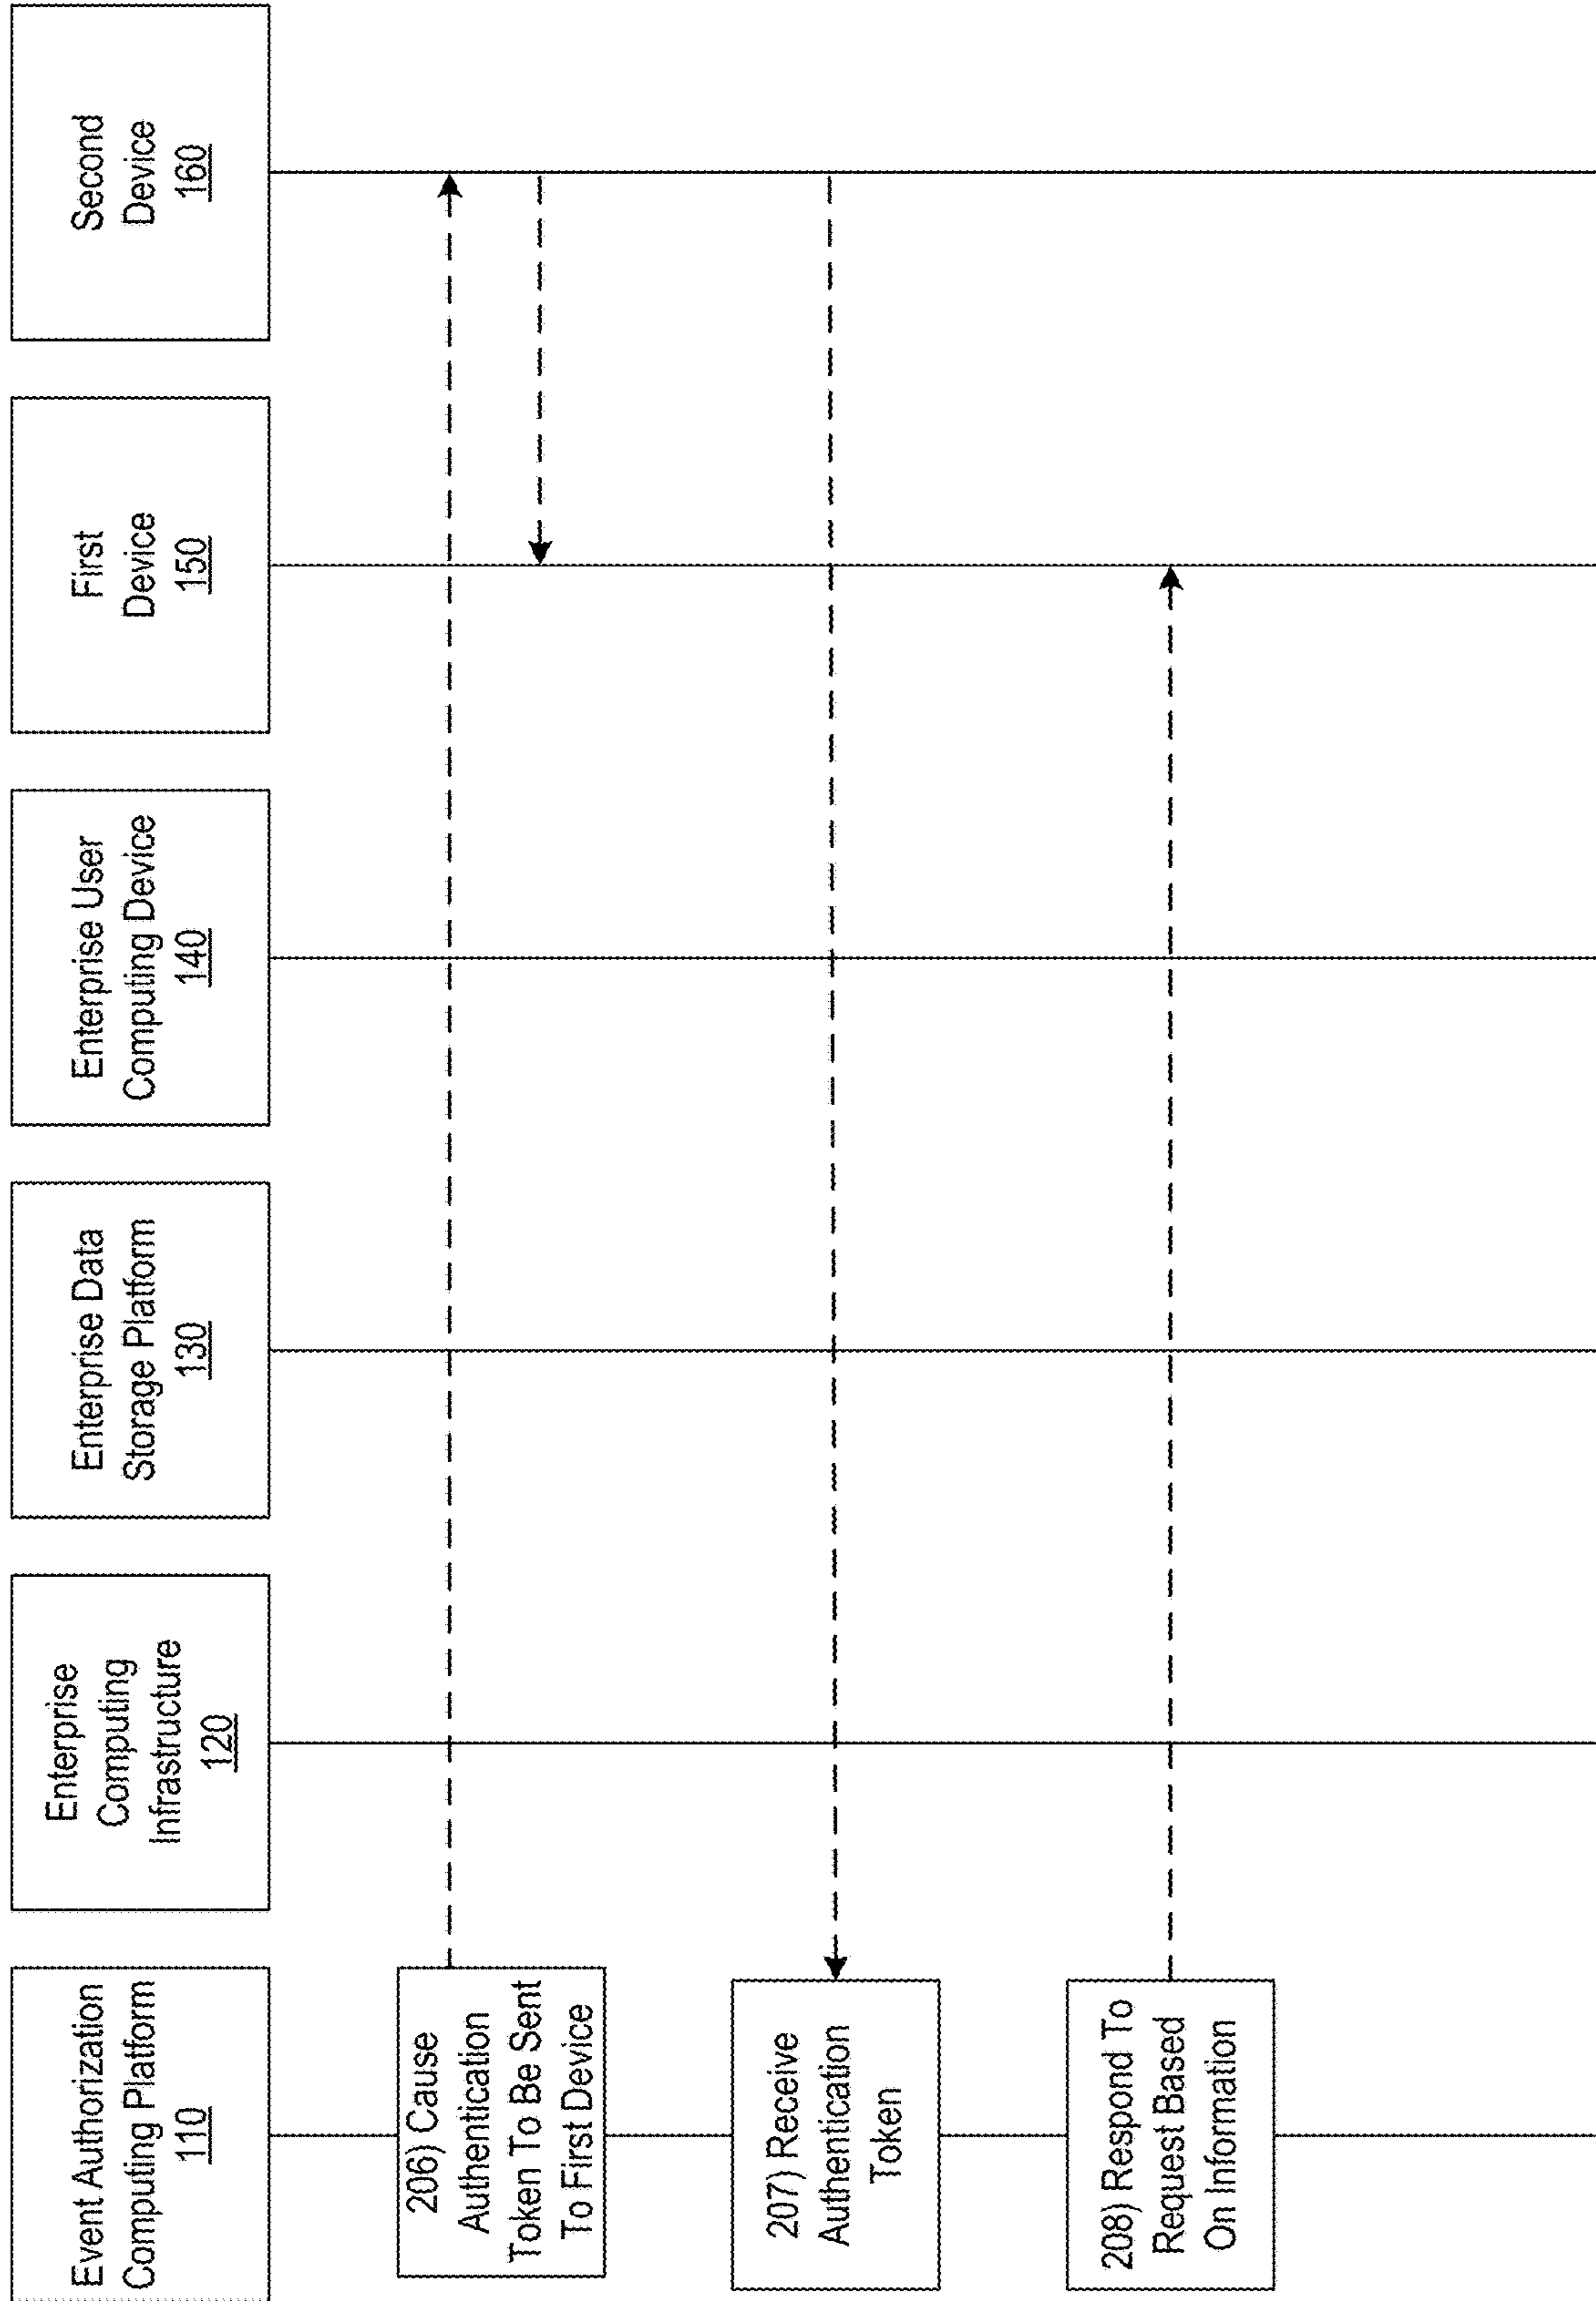 Event Authorization
Computing Platform
110
Enterprise
Computing
Infrastructure
120
Enterprise Data
Storage Platform
130
Enterprise User
Computing Device
140
First
Device
150
Second
Device
160
206) Cause
Authentication
Token To Be Sent
To First Device
207) Receive
Authentication
Token
208) Respond To
Request Based
On Information